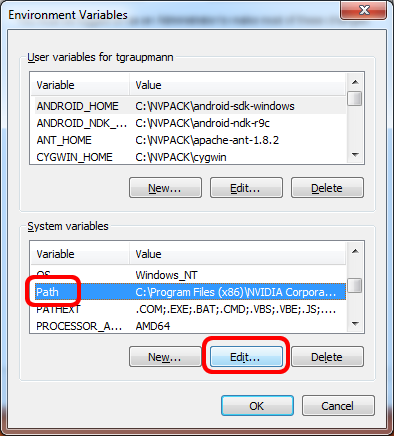 Environment Variables
User variables for tgraupmann
Variable Value
ANDROID_HOME C:\NVPACK\android-sdk-windows
ANDROID_NDK_... C:\NVPACK\android-ndk-r9c
ANT_HOME C:\NVPACK\apache-ant-1.8.2
CYGWIN_HOME C:\NVPACK\cygwin
New... Edit... Delete
System variables
Variable Value
OS Windows_NT
Path C:\Program Files (x86)\NVIDIA Corpora...
PATHEXT .COM;.EXE;.BAT;.CMD;.VBS;.VBE;.JS;....
PROCESSOR_A... AMD64
New... Edit... Delete
OK Cancel